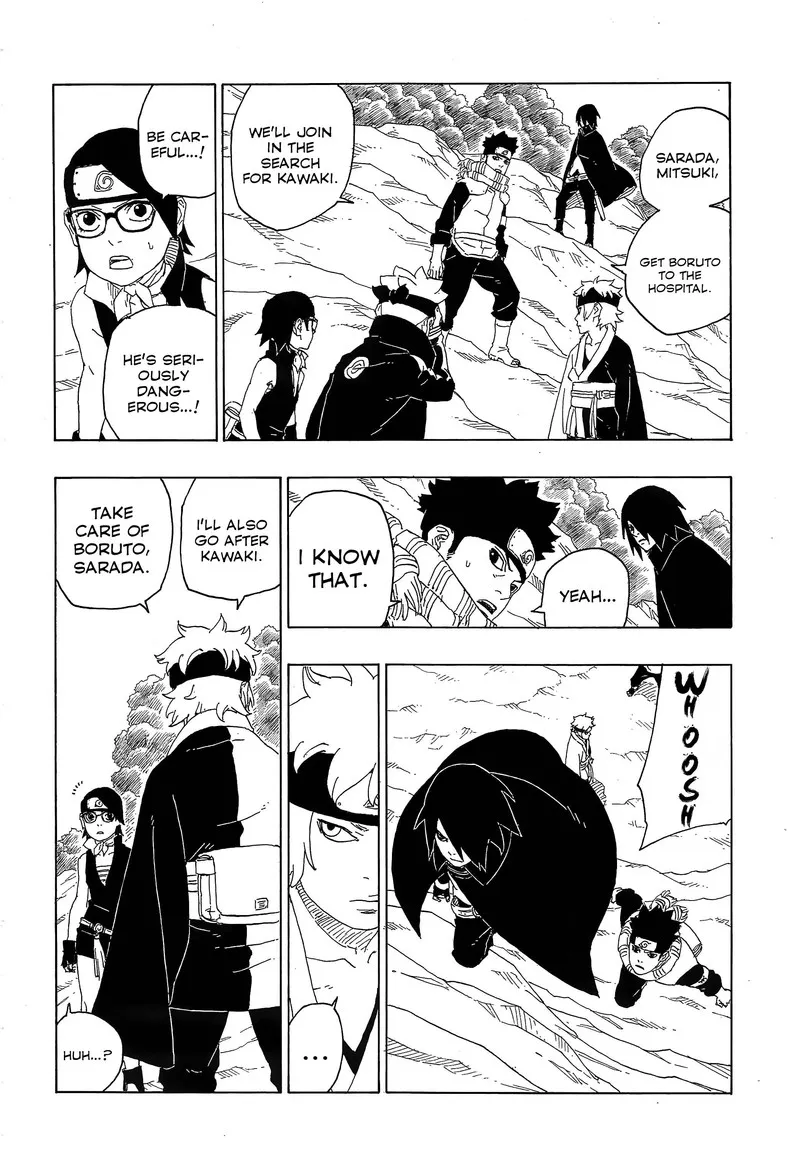 SARADA,
MITSUKI,
GET BORUTO
TO THE
HOSPITAL.
WE'LL JOIN
IN THE
SEARCH
FOR KAWAKI.
BE CAR-
EFUL...!
HE'S SERI-
OUSLY
DANG-
EROUS...!
YEAH...
I KNOW
THAT.
WHOOSH
...
I'LL ALSO
GO AFTER
KAWAKI.
TAKE
CARE OF
BORUTO,
SARADA.
HUH...?